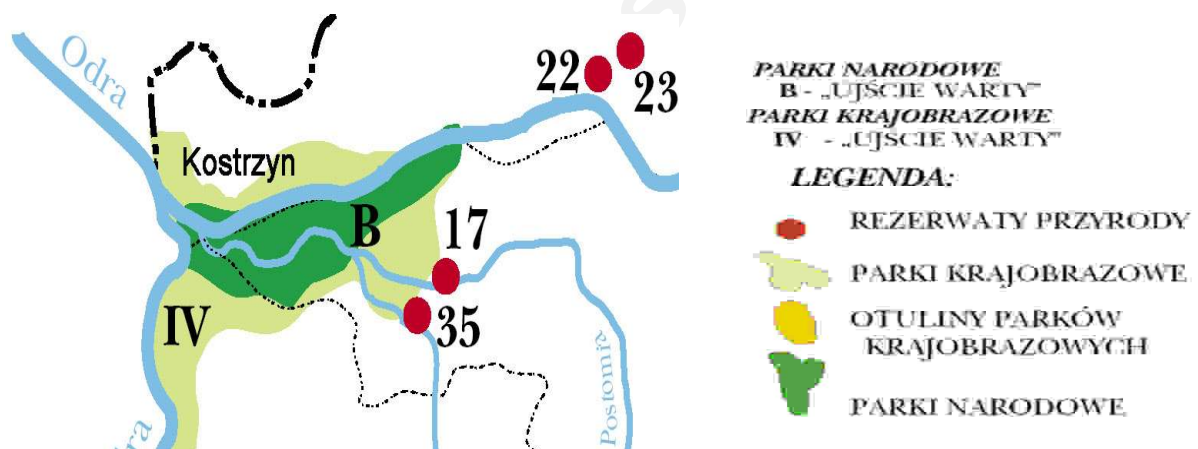 Odra
22
23
Kostrzyn
B
17
IV
35
Postomia
dra
PARKI NARODOWE
B - „UJŚCIE WARTY”
PARKI KRAJOBRAZOWE
IV - „UJŚCIE WARTY”
LEGENDA:
REZERWATY PRZYRODY
PARKI KRAJOBRAZOWE
OTULINY PARKÓW
KRAJOBRAZOWYCH
PARKI NARODOWE